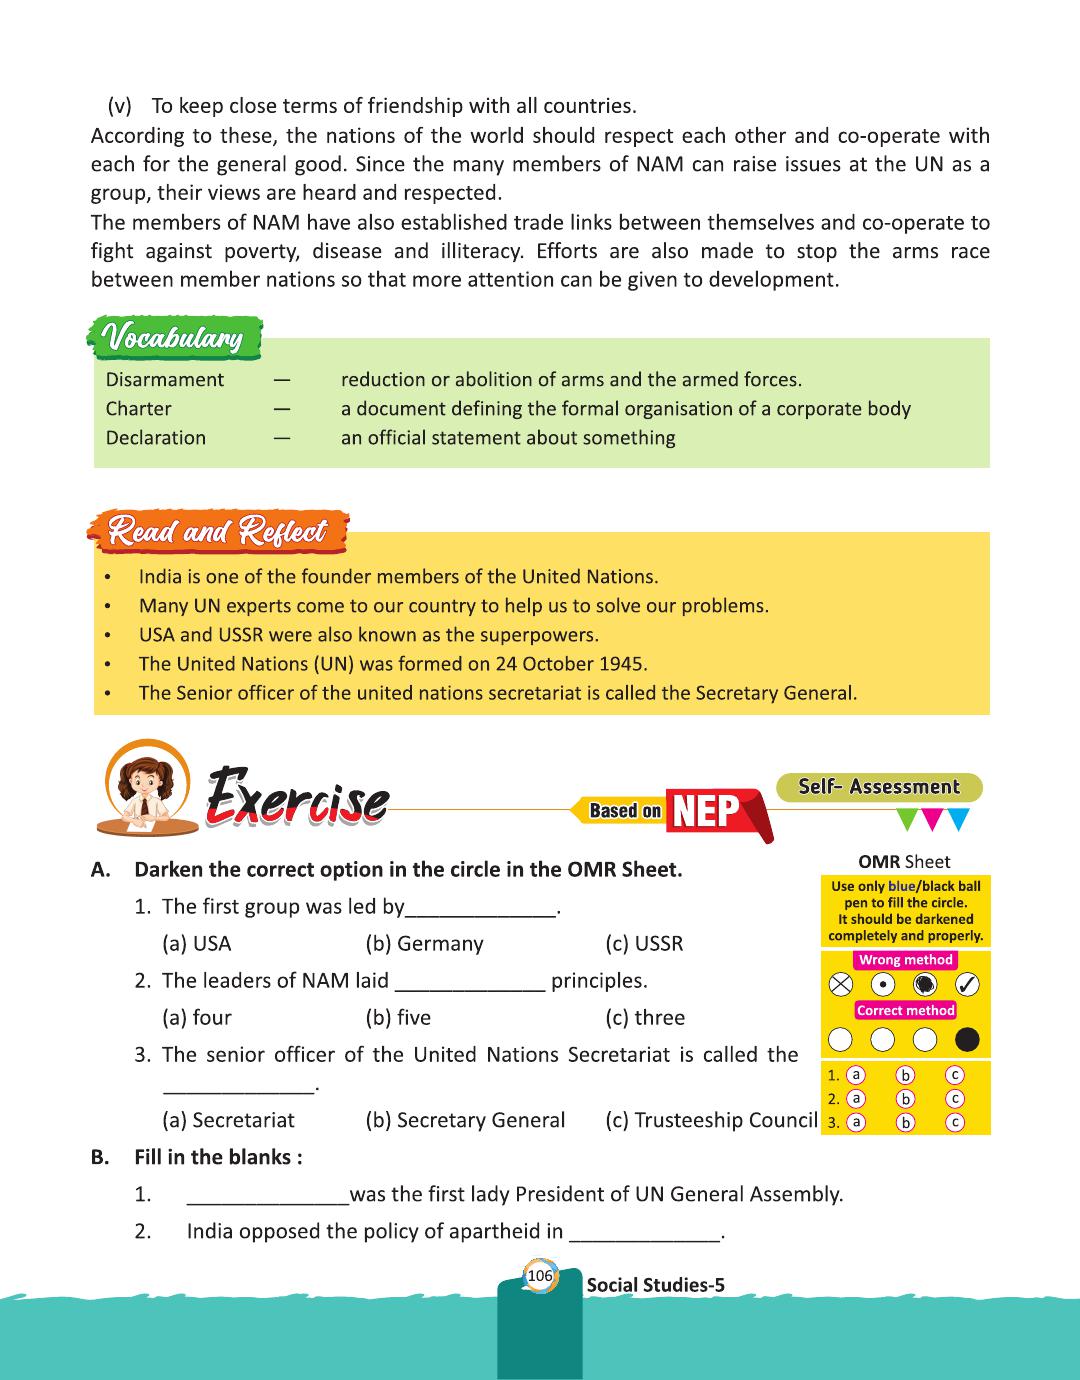 (v) To keep close terms of friendship with all countries.
According to these, the nations of the world should respect each other and co-operate with
each for the general good. Since the many members of NAM can raise issues at the UN as a
group, their views are heard and respected.
The members of NAM have also established trade links between themselves and co-operate to
fight against poverty, disease and illiteracy. Efforts are also made to stop the arms race
between member nations so that more attention can be given to development.
Vocabulary
Disarmament — reduction or abolition of arms and the armed forces.
Charter — a document defining the formal organisation of a corporate body
Declaration — an official statement about something
Read and Reflect
• India is one of the founder members of the United Nations.
• Many UN experts come to our country to help us to solve our problems.
• USA and USSR were also known as the superpowers.
• The United Nations (UN) was formed on 24 October 1945.
• The Senior officer of the united nations secretariat is called the Secretary General.
Exercise
Based on NEP
Self- Assessment
A. Darken the correct option in the circle in the OMR Sheet.
1. The first group was led by_____________.
(a) USA (b) Germany (c) USSR
2. The leaders of NAM laid _____________ principles.
(a) four (b) five (c) three
3. The senior officer of the United Nations Secretariat is called the
_____________.
(a) Secretariat (b) Secretary General (c) Trusteeship Council
OMR Sheet
Use only blue/black ball
pen to fill the circle.
It should be darkened
completely and properly.
Wrong method
Correct method
1. a b c
2. a b c
3. a b c
B. Fill in the blanks :
1. ______________was the first lady President of UN General Assembly.
2. India opposed the policy of apartheid in _____________.
106
Social Studies-5